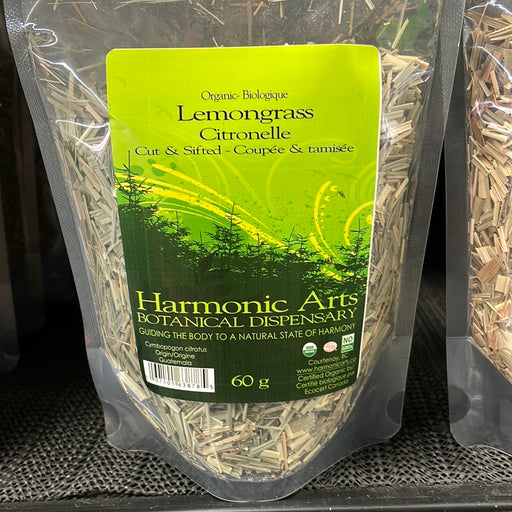 Organic- Biologique
Lemongrass
Citronelle
Cut & Sifted - Coupée & tamisée
Harmonic Arts
BOTANICAL DISPENSARY
GUIDING THE BODY TO A NATURAL STATE OF HARMONY
Cymbopogon citratus
Origin/Origine
Guatemala
60 g
NO
Courtenay, BC
www.harmonicarts.ca
Certified Organic by/
Certifié biologique par
Ecocert Canada